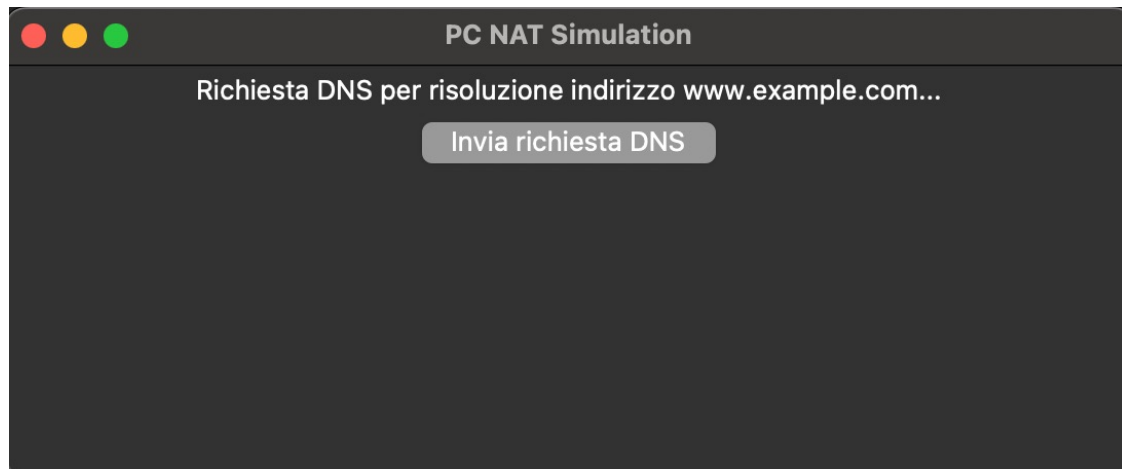 PC NAT Simulation
Richiesta DNS per risoluzione indirizzo www.example.com...
Invia richiesta DNS